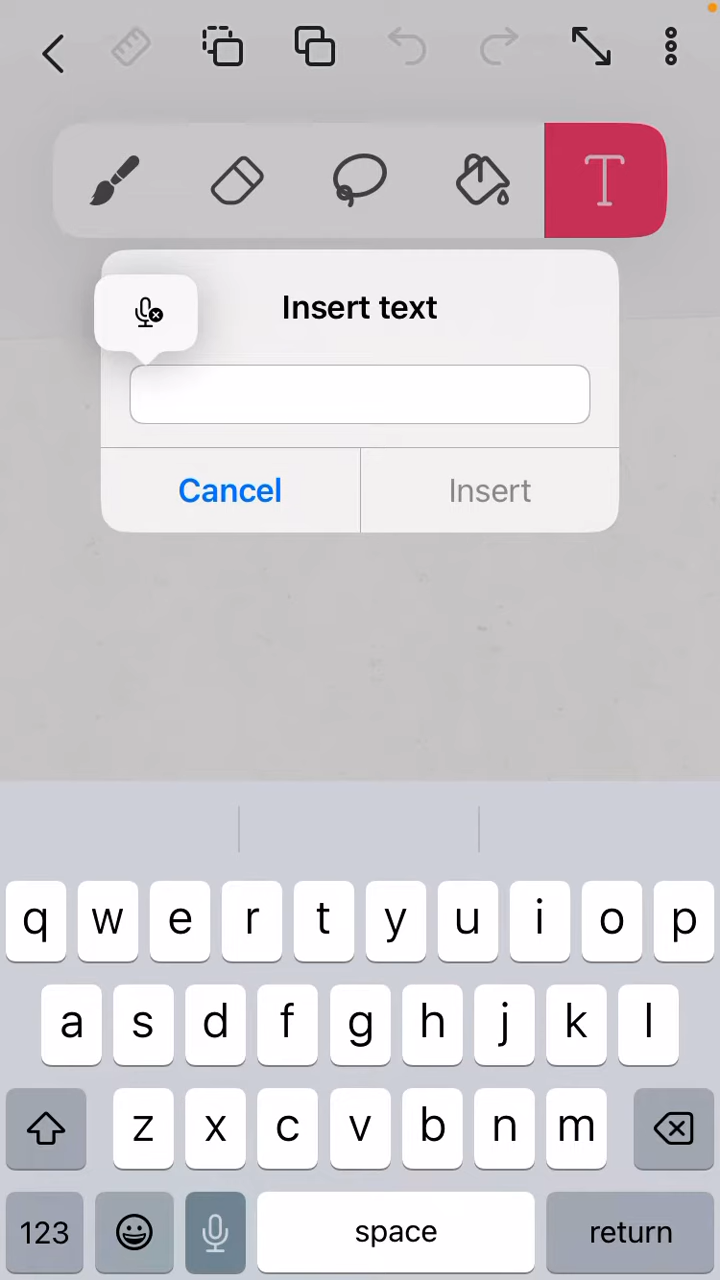 T
Insert text
Cancel Insert
q w e r t y u i o p
a s d f g h j k l
z x c v b n m
123 space return